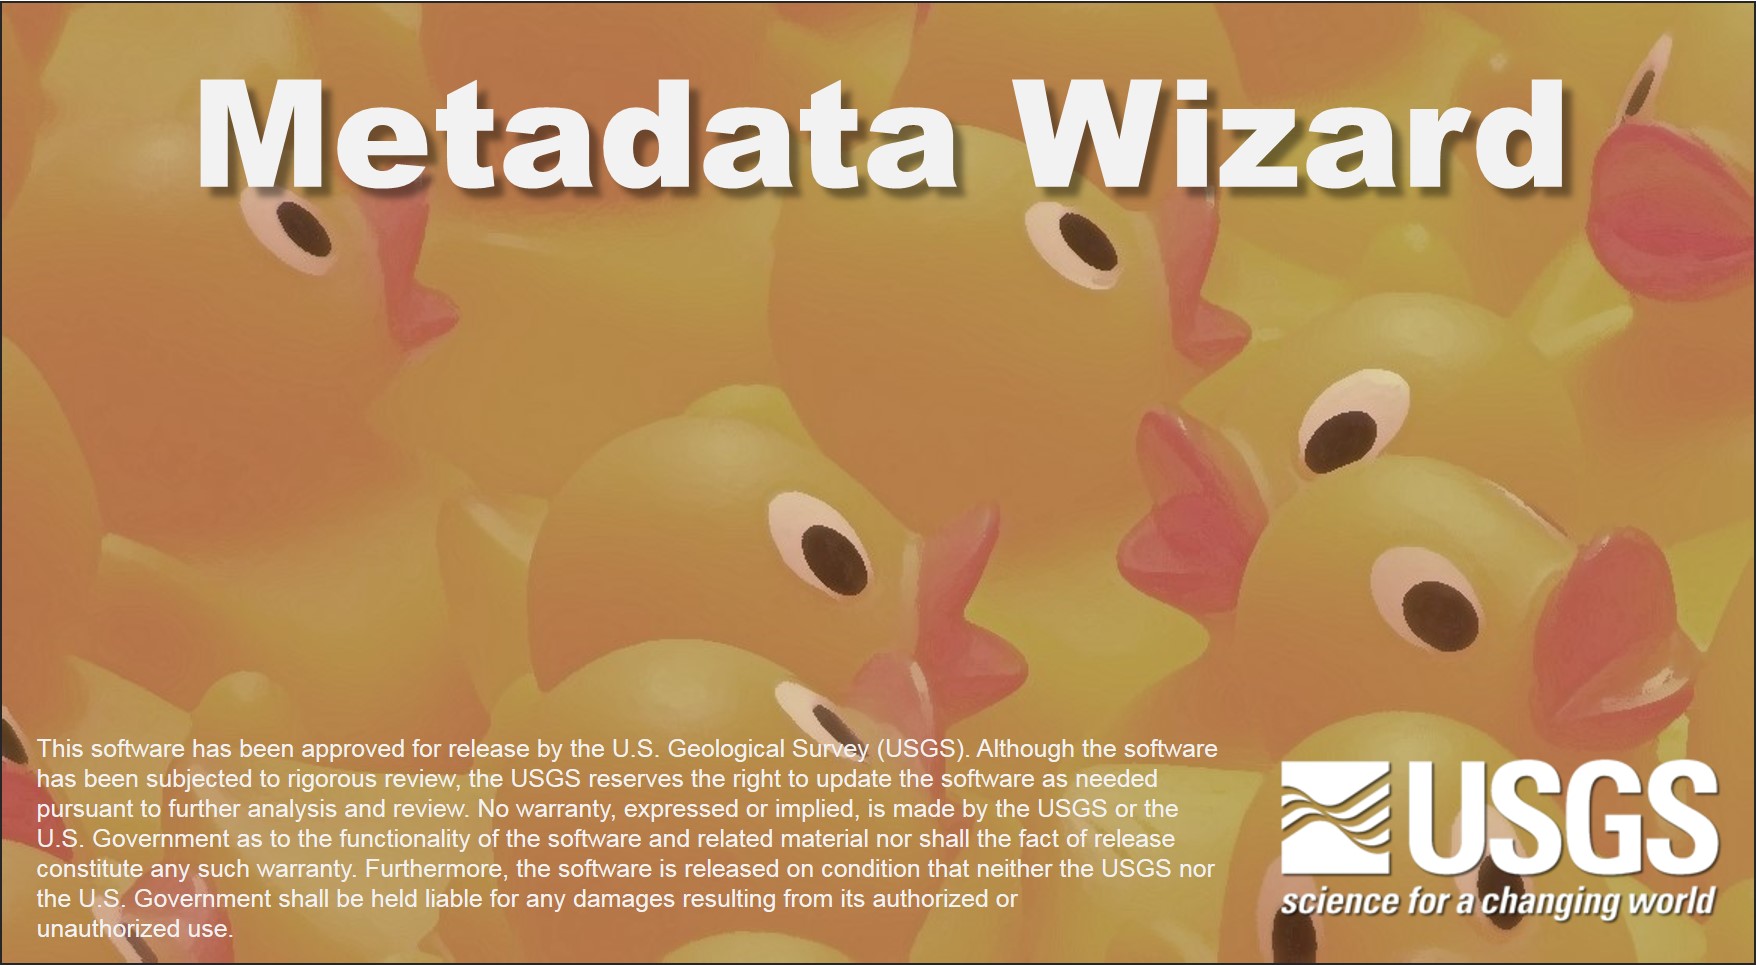 Metadata Wizard
This software has been approved for release by the U.S. Geological Survey (USGS). Although the software
has been subjected to rigorous review, the USGS reserves the right to update the software as needed
pursuant to further analysis and review. No warranty, expressed or implied, is made by the USGS or the
U.S. Government as to the functionality of the software and related material nor shall the fact of release
constitute any such warranty. Furthermore, the software is released on condition that neither the USGS nor
the U.S. Government shall be held liable for any damages resulting from its authorized or
unauthorized use.
USGS
science for a changing world